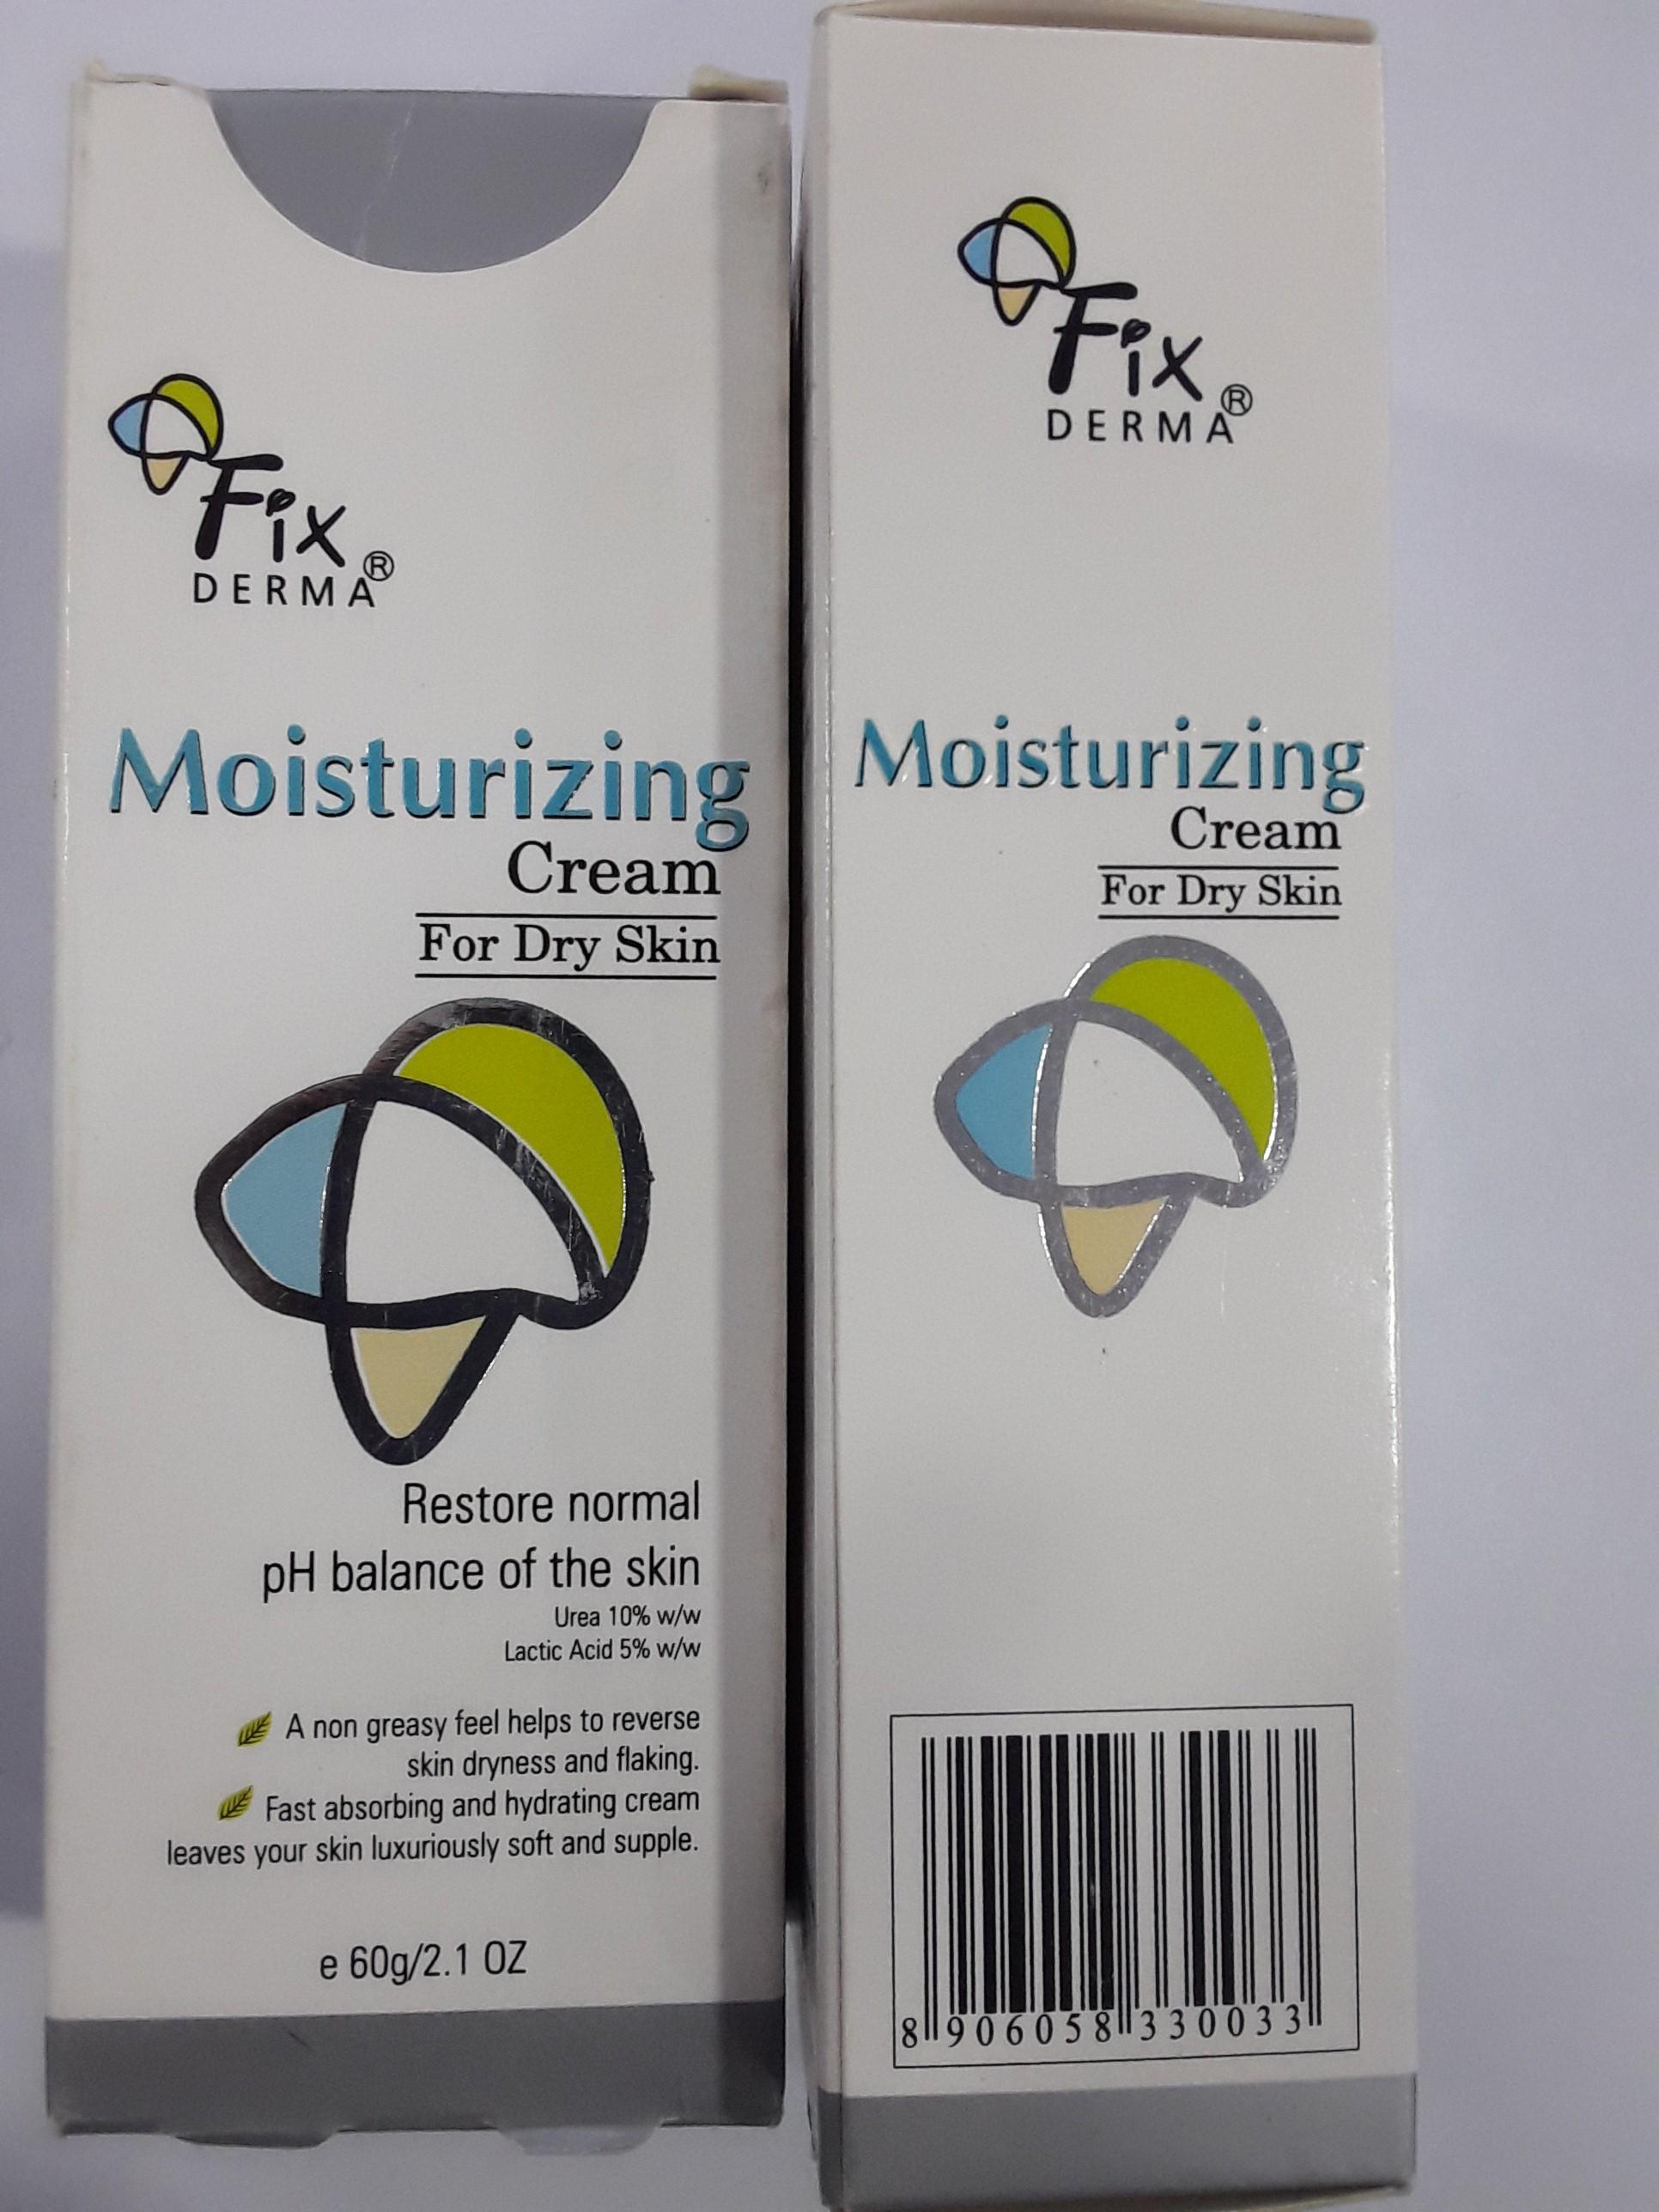 Fix
DERMA®
Moisturizing
Cream
For Dry Skin
Restore normal
pH balance of the skin
Urea 10% w/w
Lactic Acid 5% w/w
A non greasy feel helps to reverse
skin dryness and flaking.
Fast absorbing and hydrating cream
leaves your skin luxuriously soft and supple.
e 60g/2.1 OZ
Fix
DERMA®
Moisturizing
Cream
For Dry Skin
8 906058 330033